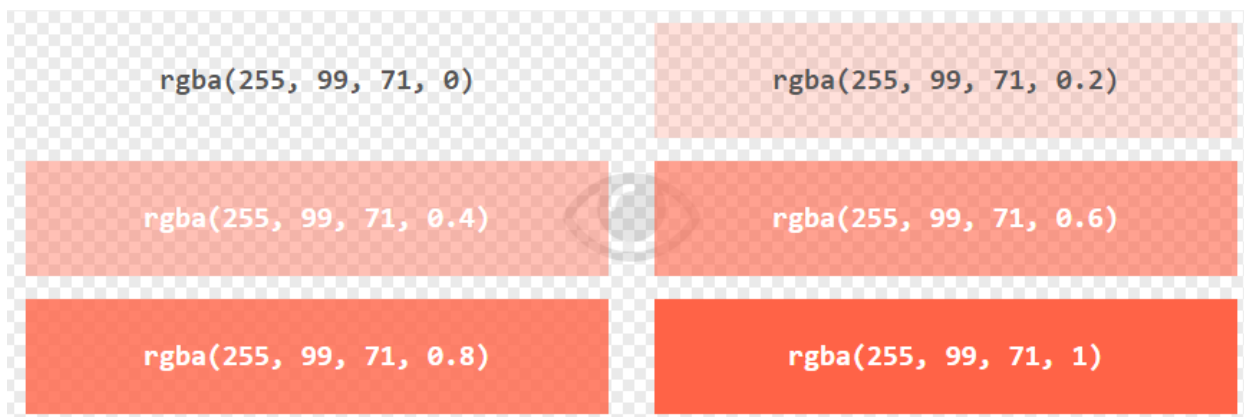 rgba(255, 99, 71, 0)
rgba(255, 99, 71, 0.2)
rgba(255, 99, 71, 0.4)
rgba(255, 99, 71, 0.6)
rgba(255, 99, 71, 0.8)
rgba(255, 99, 71, 1)